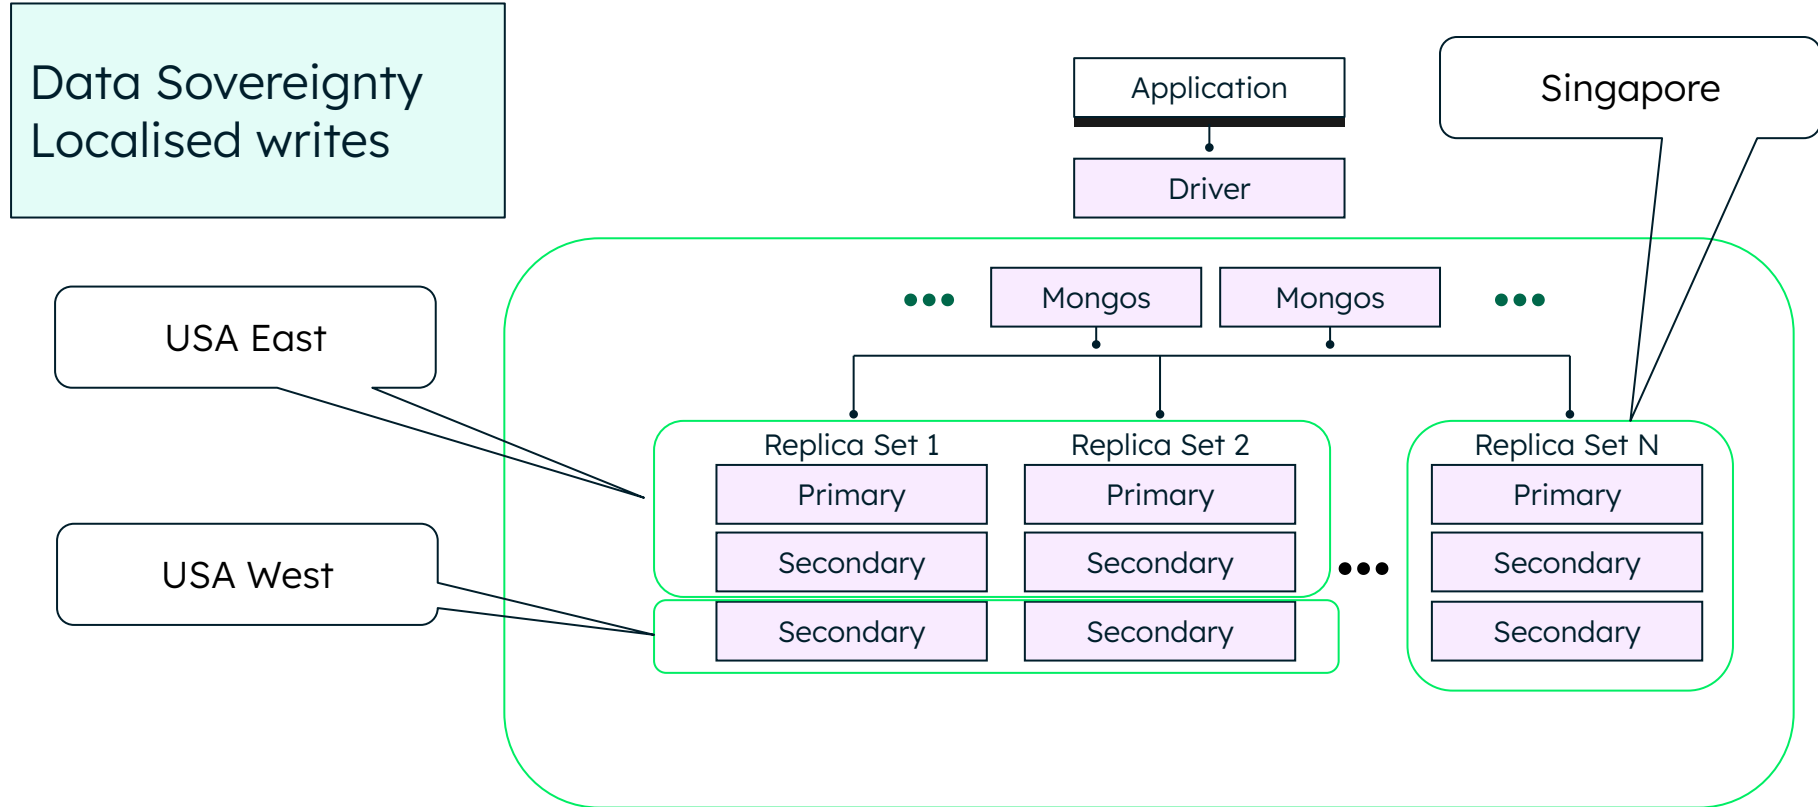 Data Sovereignty
Localised writes
Application
Singapore
Driver
Mongos
Mongos
USA East
Replica Set 1
Replica Set 2
Replica Set N
Primary
Primary
Primary
Secondary
Secondary
Secondary
USA West
Secondary
Secondary
Secondary